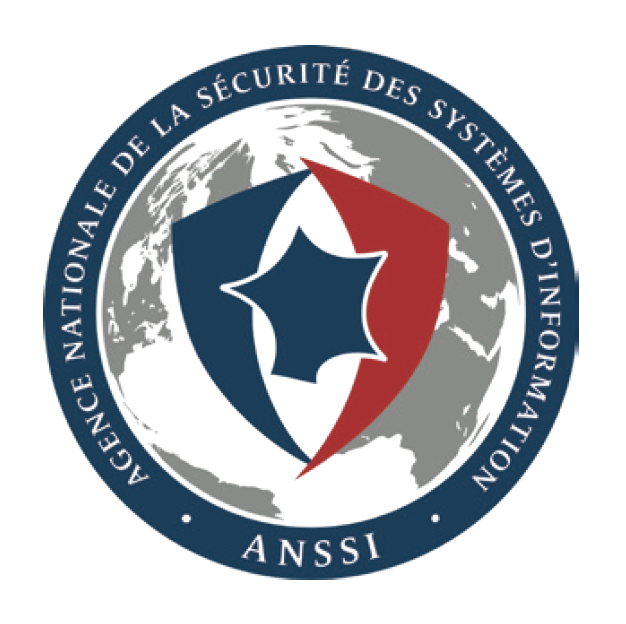 AGENCE NATIONALE DE LA SÉCURITÉ DES SYSTÈMES D'INFORMATION
ANSSI